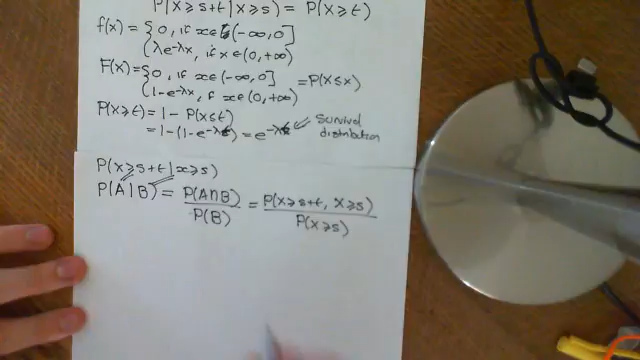 P(X ≥ s+t | X ≥ s) = P(X ≥ t)
f(x) = { 0, if x∈(-∞, 0]
λe^-λx, if x∈(0, +∞)
F(x) = { 0, if x∈(-∞, 0] = P(X ≤ x)
1-e^-λx, if x∈(0, +∞)
P(X ≥ t) = 1 - P(X ≤ t)
= 1 - (1 - e^-λt) = e^-λt ← Survival distribution
P(X ≥ s+t | X ≥ s)
P(A | B) = P(A∩B) / P(B) = P(X ≥ s+t, X ≥ s) / P(X ≥ s)